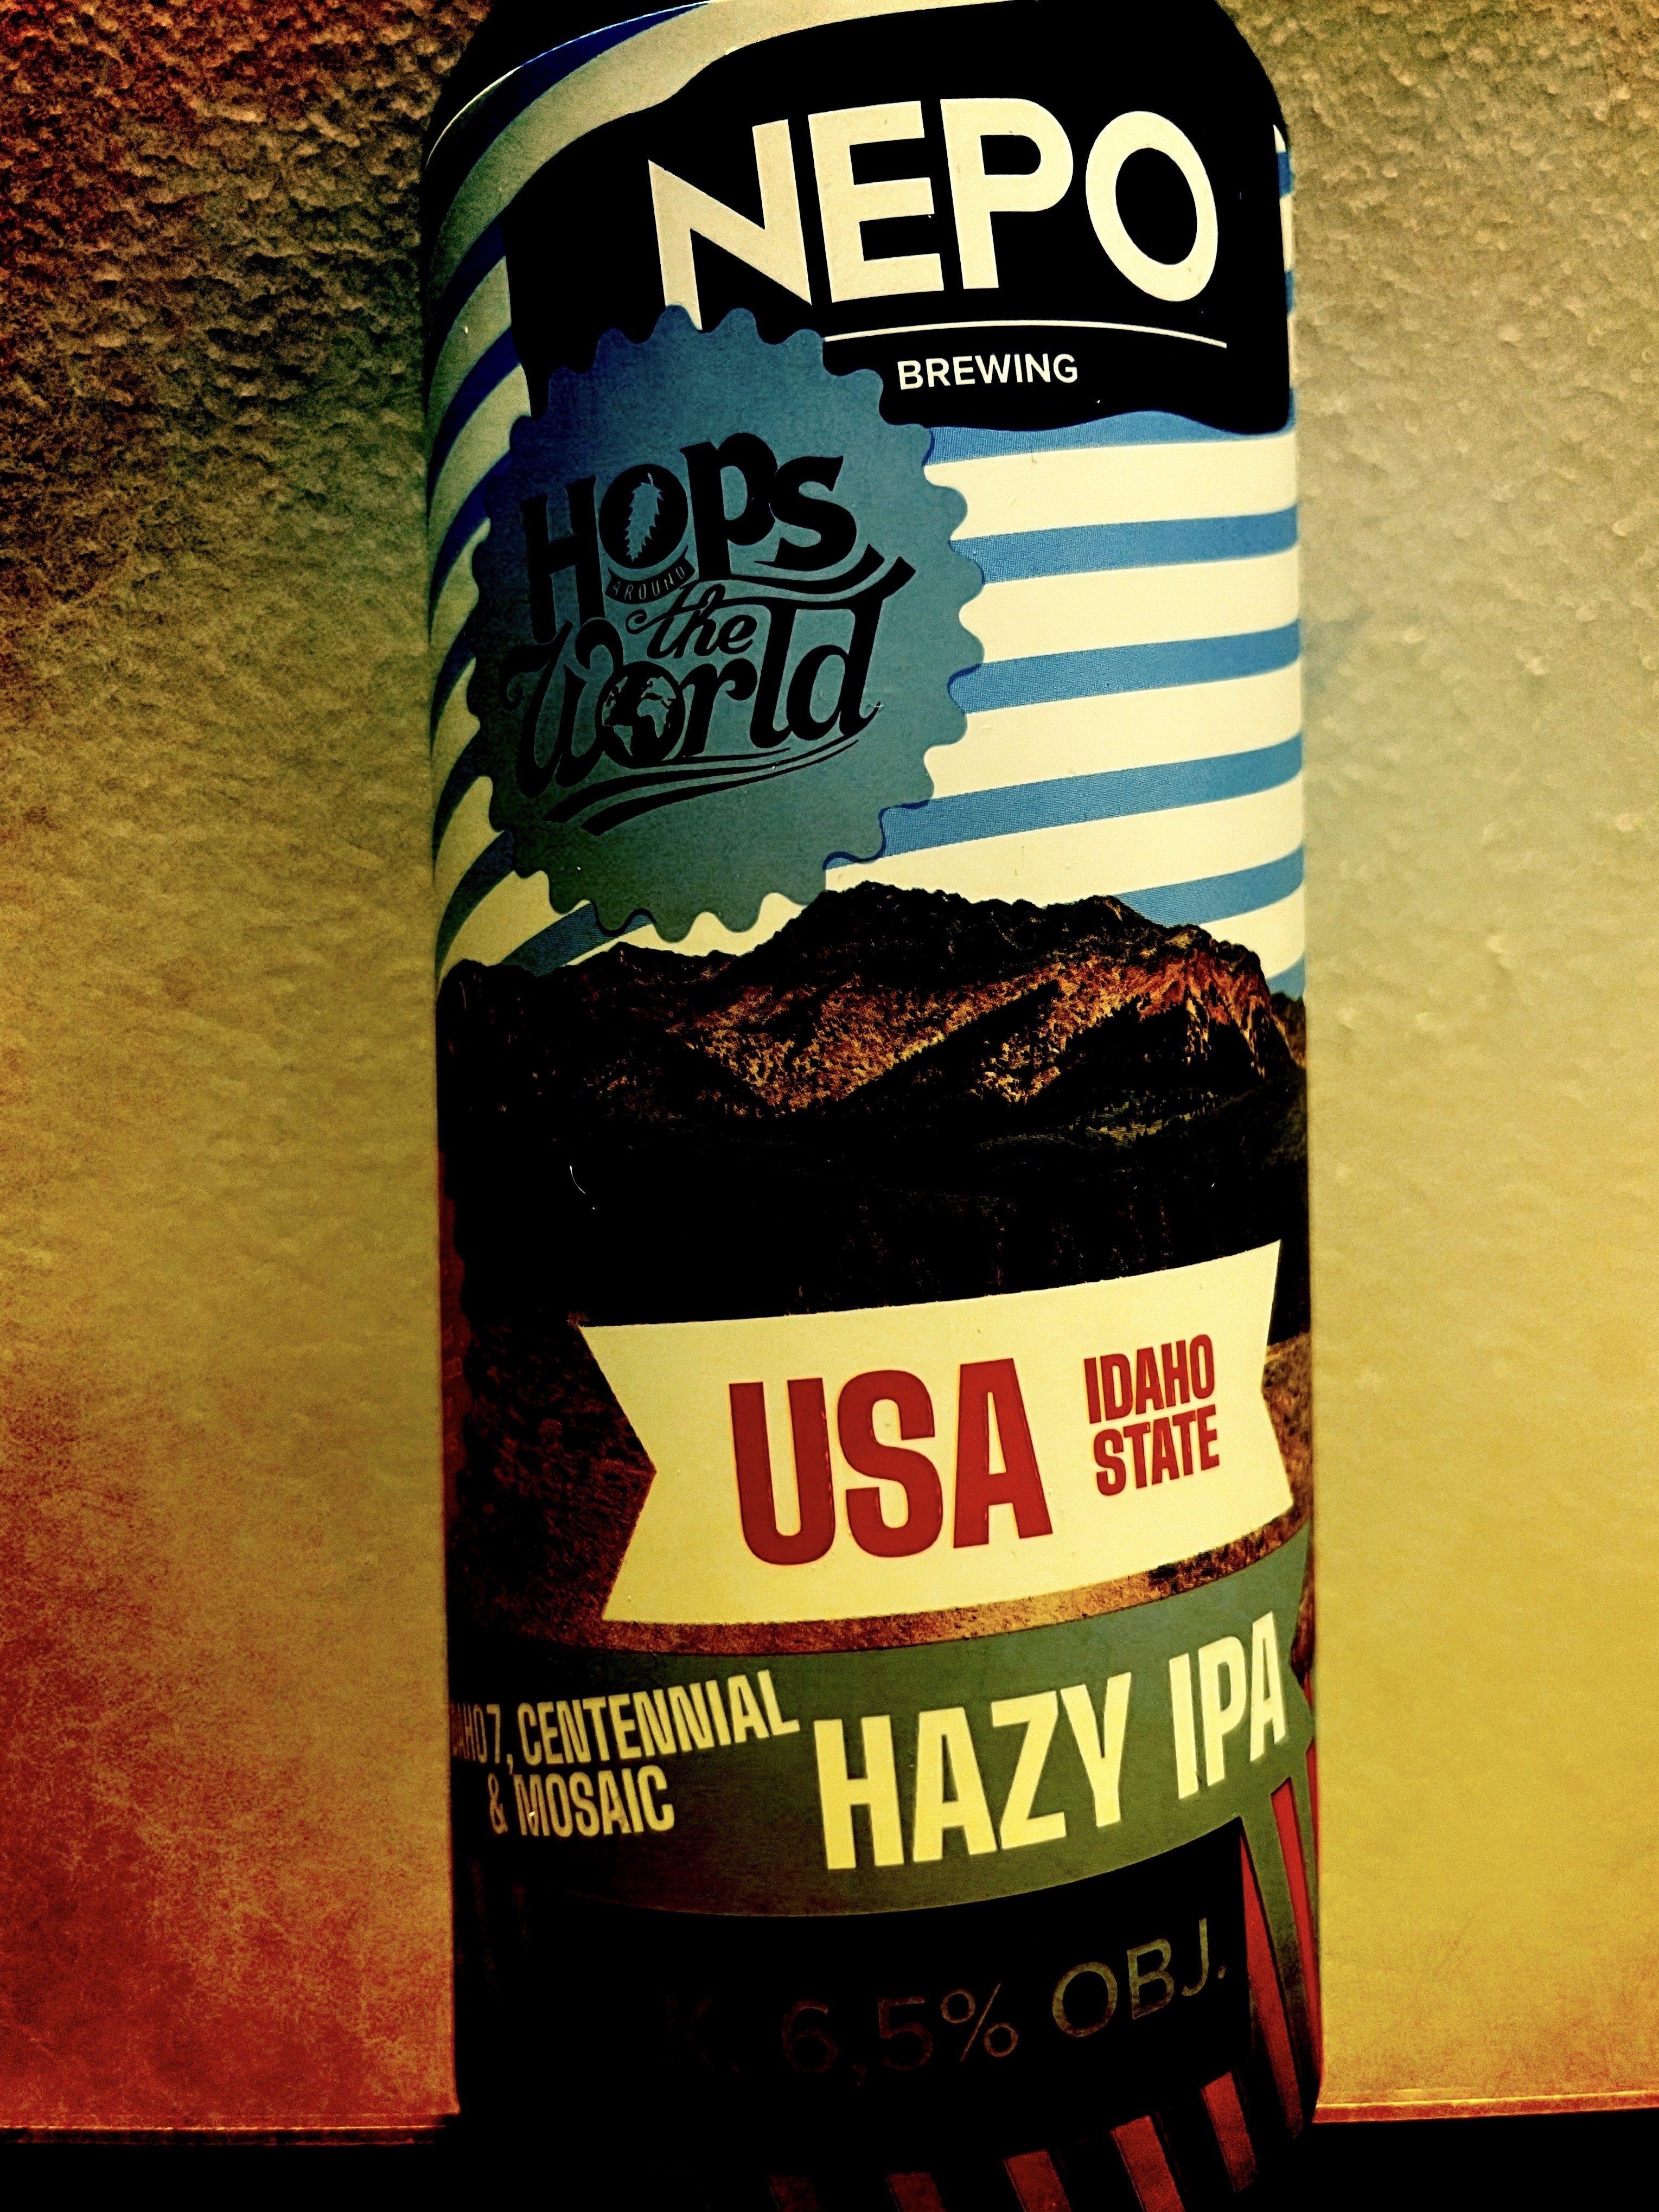 NEPO
BREWING
HOPS
AROUND
the
World
USA
IDAHO
STATE
CENTENNIAL
& MOSAIC
HAZY IPA
6,5% OBJ.